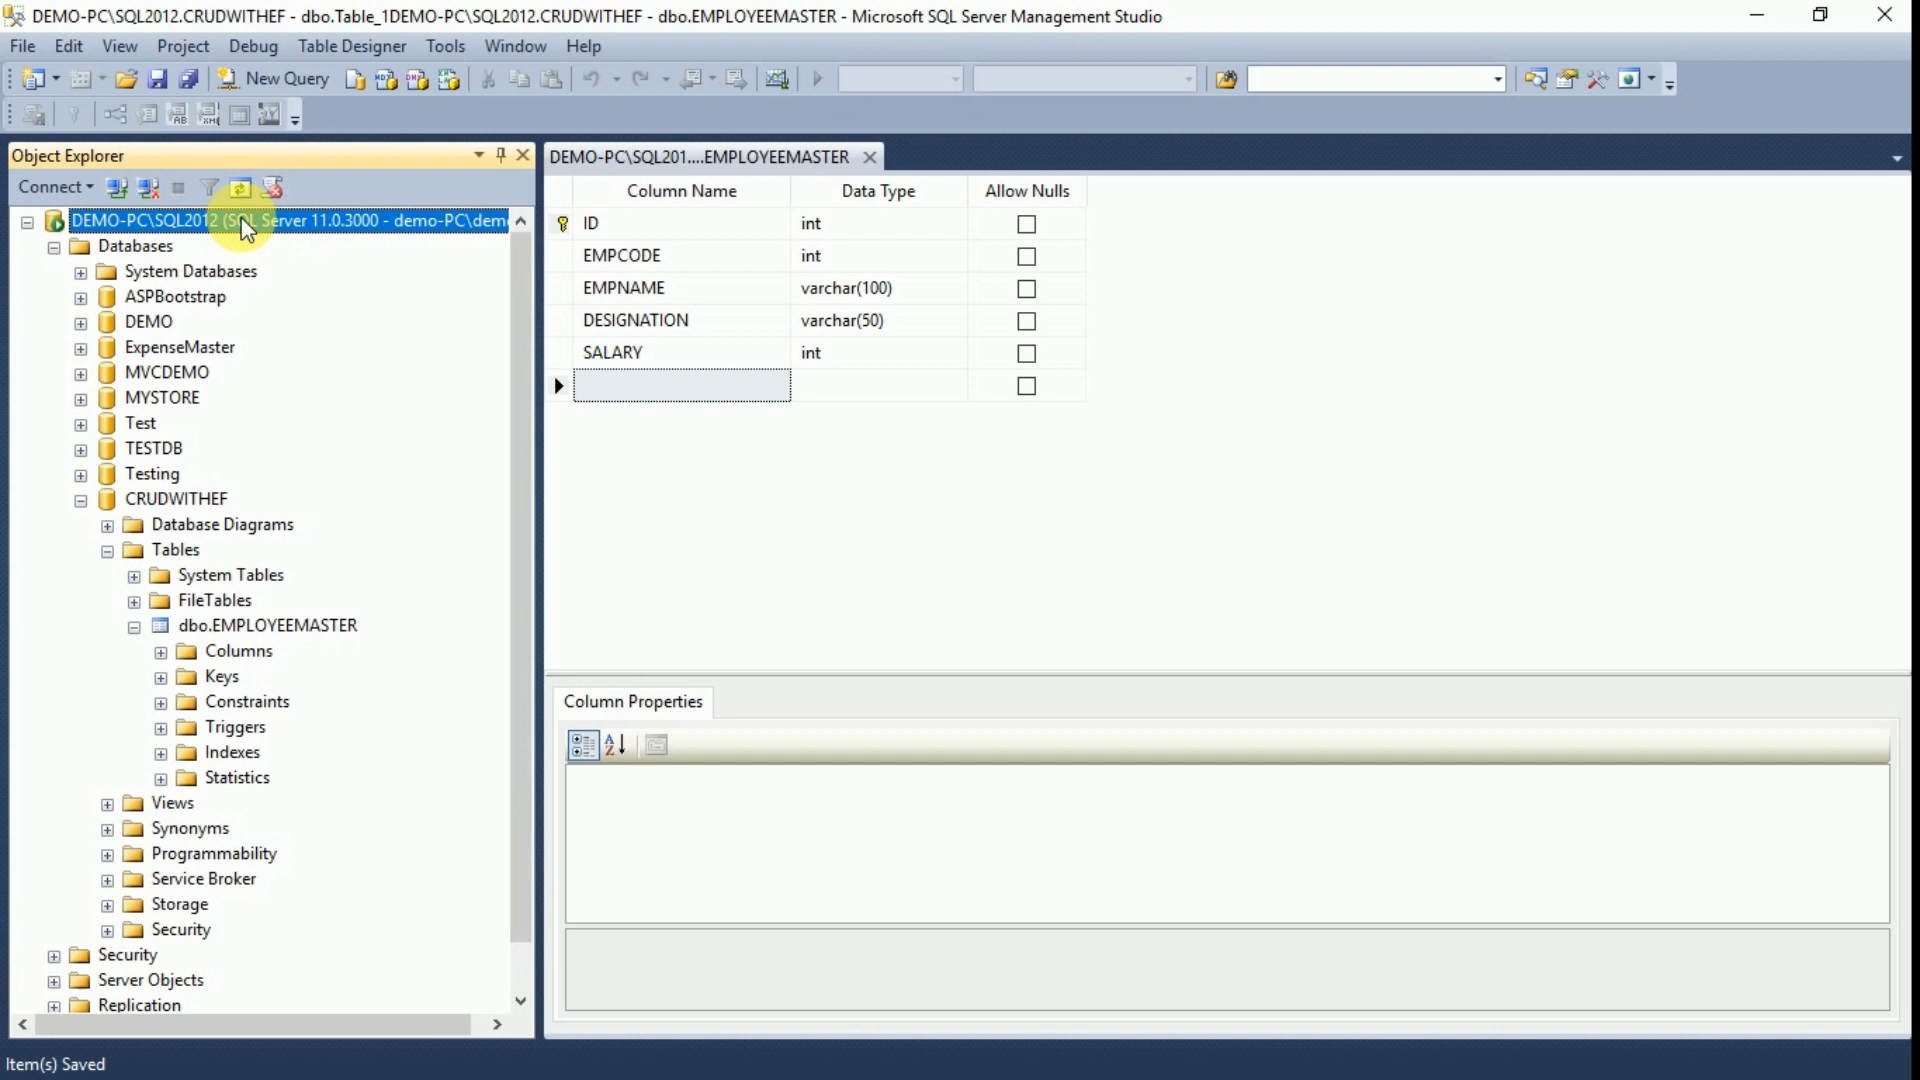 DEMO-PC\SQL2012.CRUDWITHEF - dbo.Table_1DEMO-PC\SQL2012.CRUDWITHEF - dbo.EMPLOYEEMASTER - Microsoft SQL Server Management Studio
File Edit View Project Debug Table Designer Tools Window Help
New Query
Object Explorer
Connect
DEMO-PC\SQL2012 (SQL Server 11.0.3000 - demo-PC\dem
Databases
System Databases
ASPBootstrap
DEMO
ExpenseMaster
MVCDEMO
MYSTORE
Test
TESTDB
Testing
CRUDWITHEF
Database Diagrams
Tables
System Tables
FileTables
dbo.EMPLOYEEMASTER
Columns
Keys
Constraints
Triggers
Indexes
Statistics
Views
Synonyms
Programmability
Service Broker
Storage
Security
Security
Server Objects
Replication
DEMO-PC\SQL201....EMPLOYEEMASTER
Column Name Data Type Allow Nulls
ID int
EMPCODE int
EMPNAME varchar(100)
DESIGNATION varchar(50)
SALARY int
Column Properties
Item(s) Saved